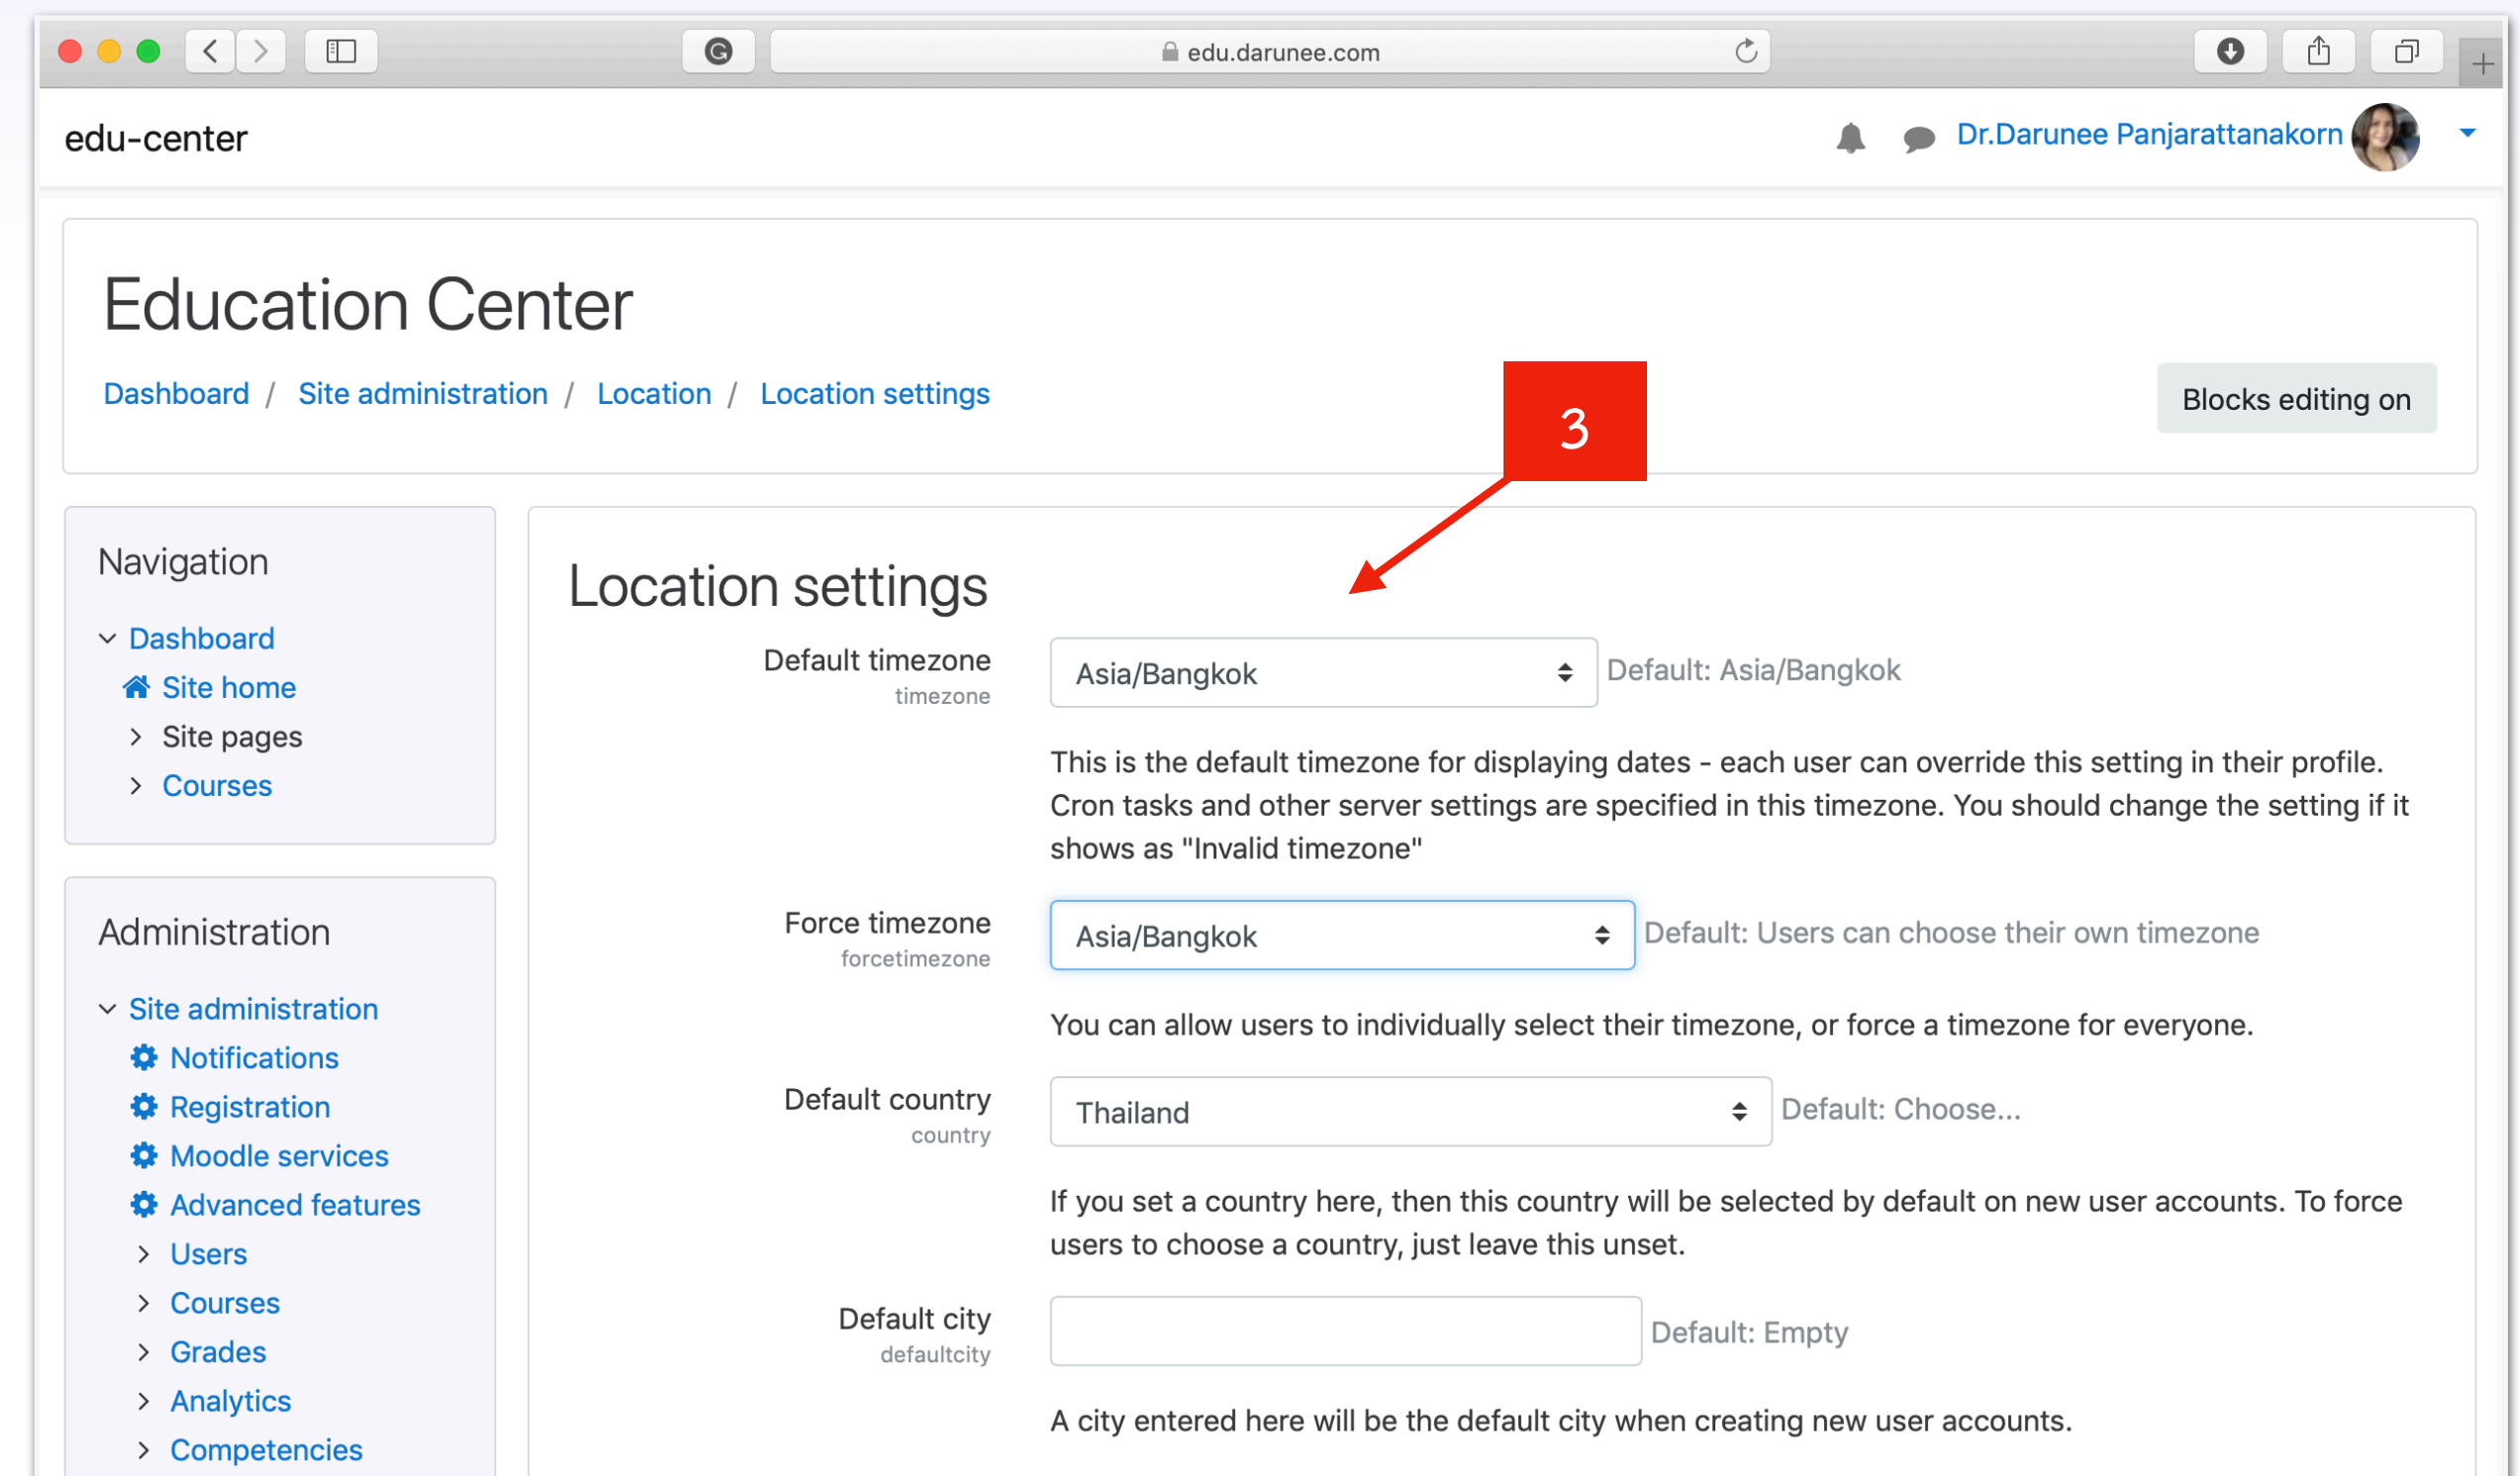 edu.darunee.com
edu-center
Dr.Darunee Panjarattanakorn
Education Center
Dashboard / Site administration / Location / Location settings
Blocks editing on
3
Navigation
Dashboard
Site home
Site pages
Courses
Administration
Site administration
Notifications
Registration
Moodle services
Advanced features
Users
Courses
Grades
Analytics
Competencies
Location settings
Default timezone
timezone
Asia/Bangkok
Default: Asia/Bangkok
This is the default timezone for displaying dates - each user can override this setting in their profile.
Cron tasks and other server settings are specified in this timezone. You should change the setting if it
shows as "Invalid timezone"
Force timezone
forcetimezone
Asia/Bangkok
Default: Users can choose their own timezone
You can allow users to individually select their timezone, or force a timezone for everyone.
Default country
country
Thailand
Default: Choose...
If you set a country here, then this country will be selected by default on new user accounts. To force
users to choose a country, just leave this unset.
Default city
defaultcity
Default: Empty
A city entered here will be the default city when creating new user accounts.